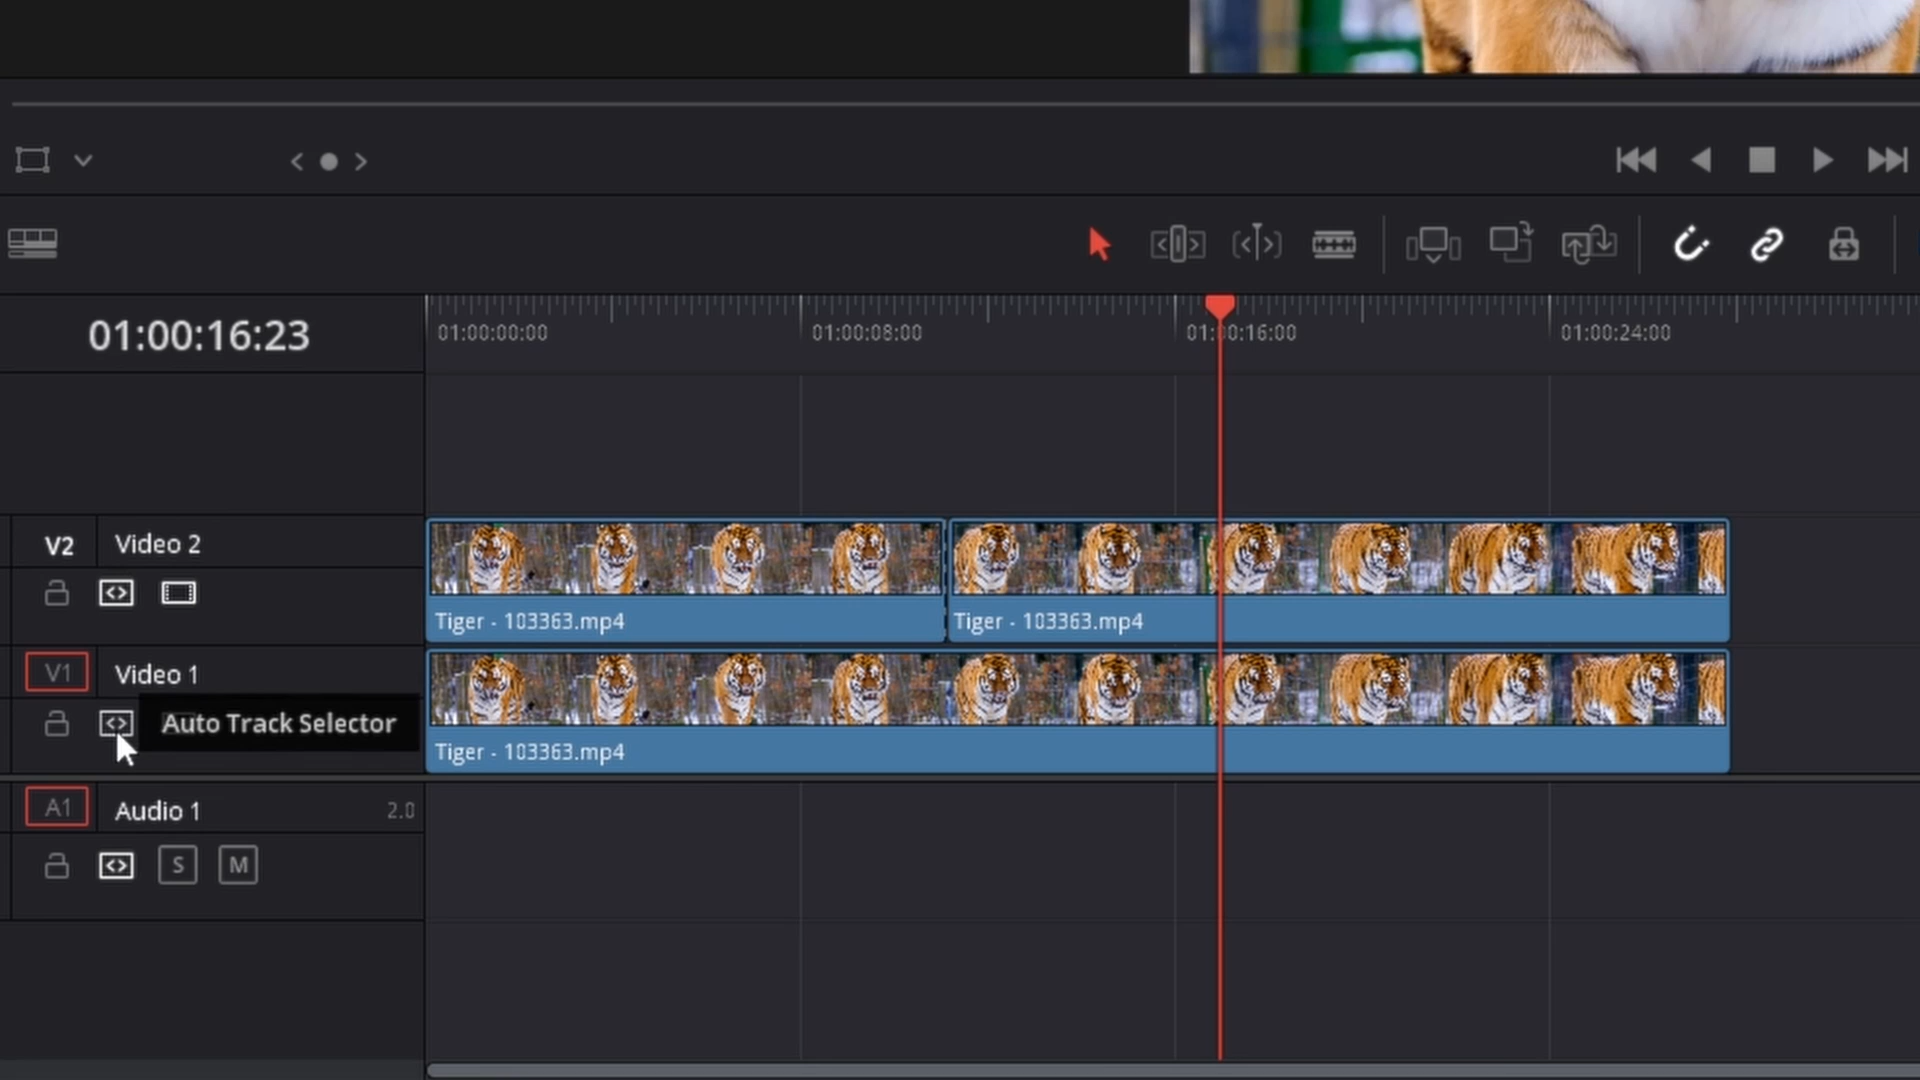 01:00:16:23
01:00:00:00
01:00:08:00
01:00:16:00
01:00:24:00
V2
Video 2
Tiger - 103363.mp4
Tiger - 103363.mp4
V1
Video 1
Auto Track Selector
Tiger - 103363.mp4
A1
Audio 1
2.0
S
M